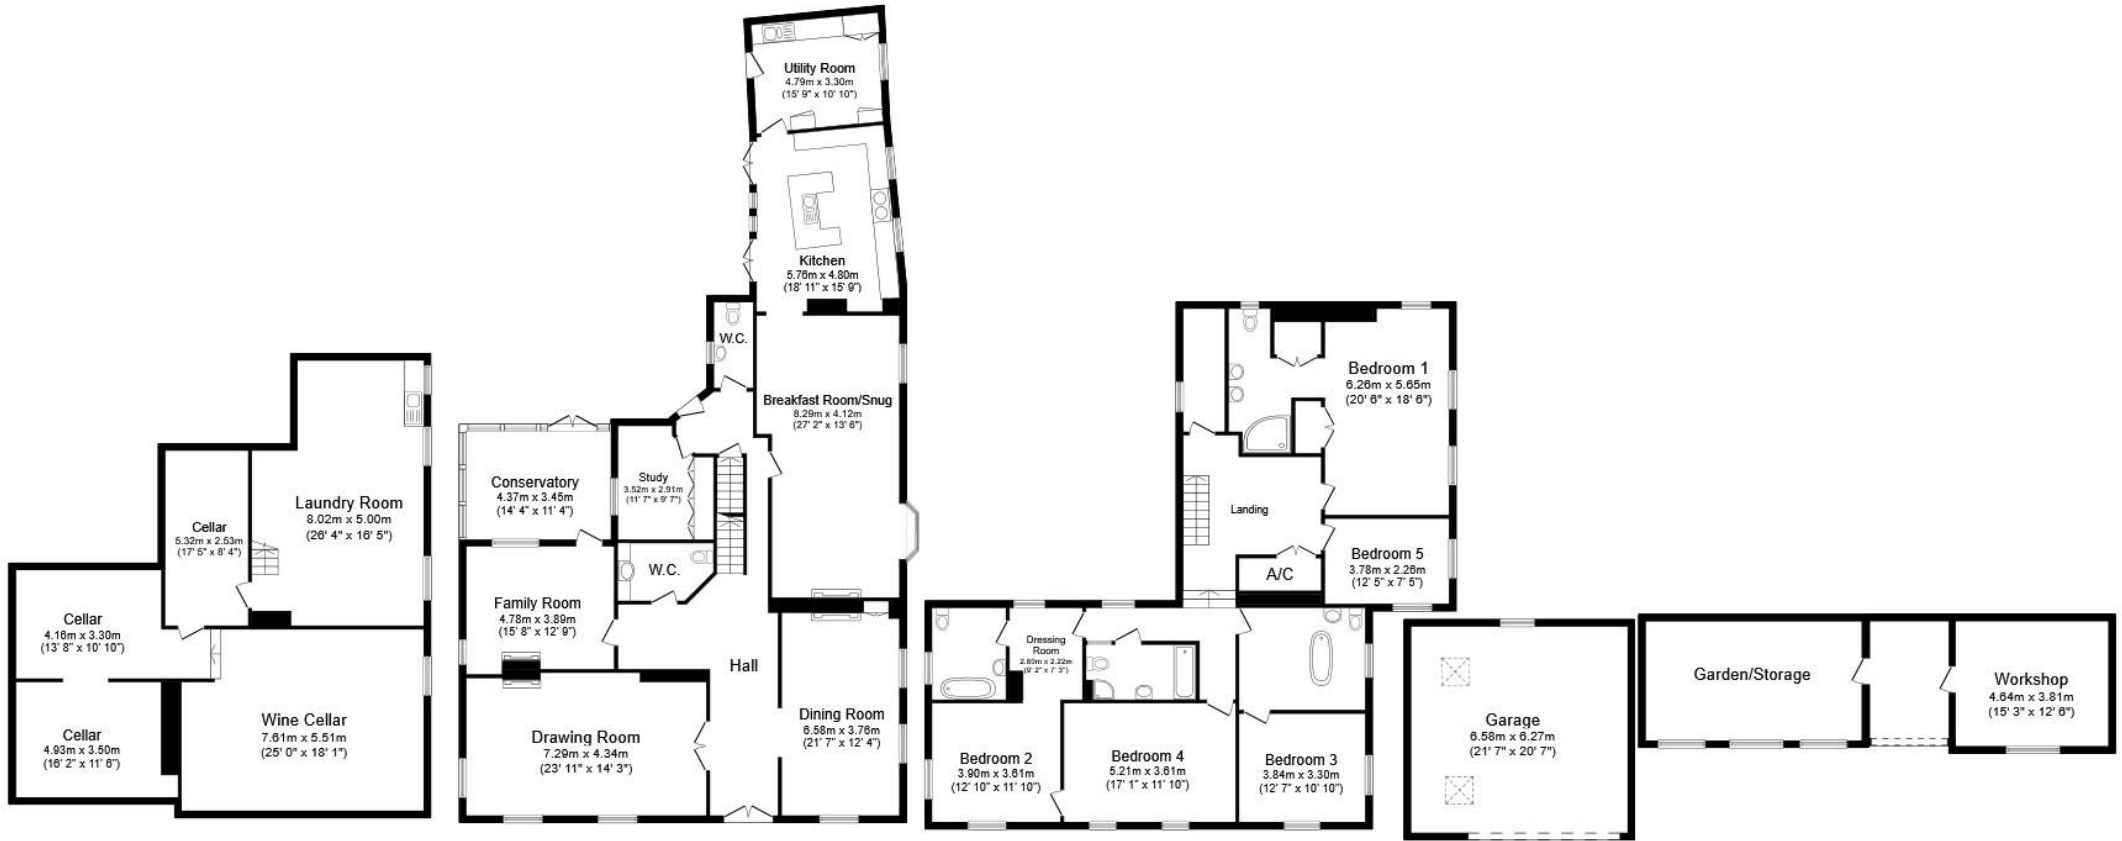 Utility Room
4.79m x 3.30m
(15' 9" x 10' 10")
Kitchen
5.76m x 4.80m
(18' 11" x 15' 9")
W.C.
Breakfast Room/Snug
8.29m x 4.12m
(27' 2" x 13' 6")
Laundry Room
8.02m x 5.00m
(26' 4" x 16' 5")
Cellar
5.32m x 2.53m
(17' 5" x 8' 4")
Cellar
4.16m x 3.30m
(13' 8" x 10' 10)
Cellar
4.93m x 3.50m
(16' 2" x 11' 6")
Wine Cellar
7.61m x 5.51m
(25' 0" x 18' 1")
Conservatory
4.37m x 3.45m
(14' 4" x 11' 4")
Study
3.52m x 2.91m
(11' 7" x 9' 7")
W.C.
Family Room
4.78m x 3.89m
(15' 8" x 12' 9")
Hall
Drawing Room
7.29m x 4.34m
(23' 11" x 14' 3")
Dining Room
6.58m x 3.76m
(21' 7" x 12' 4")
Bedroom 1
6.26m x 5.65m
(20' 6" x 18' 6")
Landing
Bedroom 5
3.78m x 2.26m
(12' 5" x 7' 5")
A/C
Dressing
Room
2.80m x 2.22m
(9' 2" x 7' 3")
Bedroom 2
3.90m x 3.61m
(12' 10" x 11' 10")
Bedroom 4
5.21m x 3.61m
(17' 1" x 11' 10")
Bedroom 3
3.84m x 3.30m
(12' 7" x 10' 10")
Garage
6.58m x 6.27m
(21' 7" x 20' 7")
Garden/Storage
Workshop
4.64m x 3.81m
(15' 3" x 12' 6")